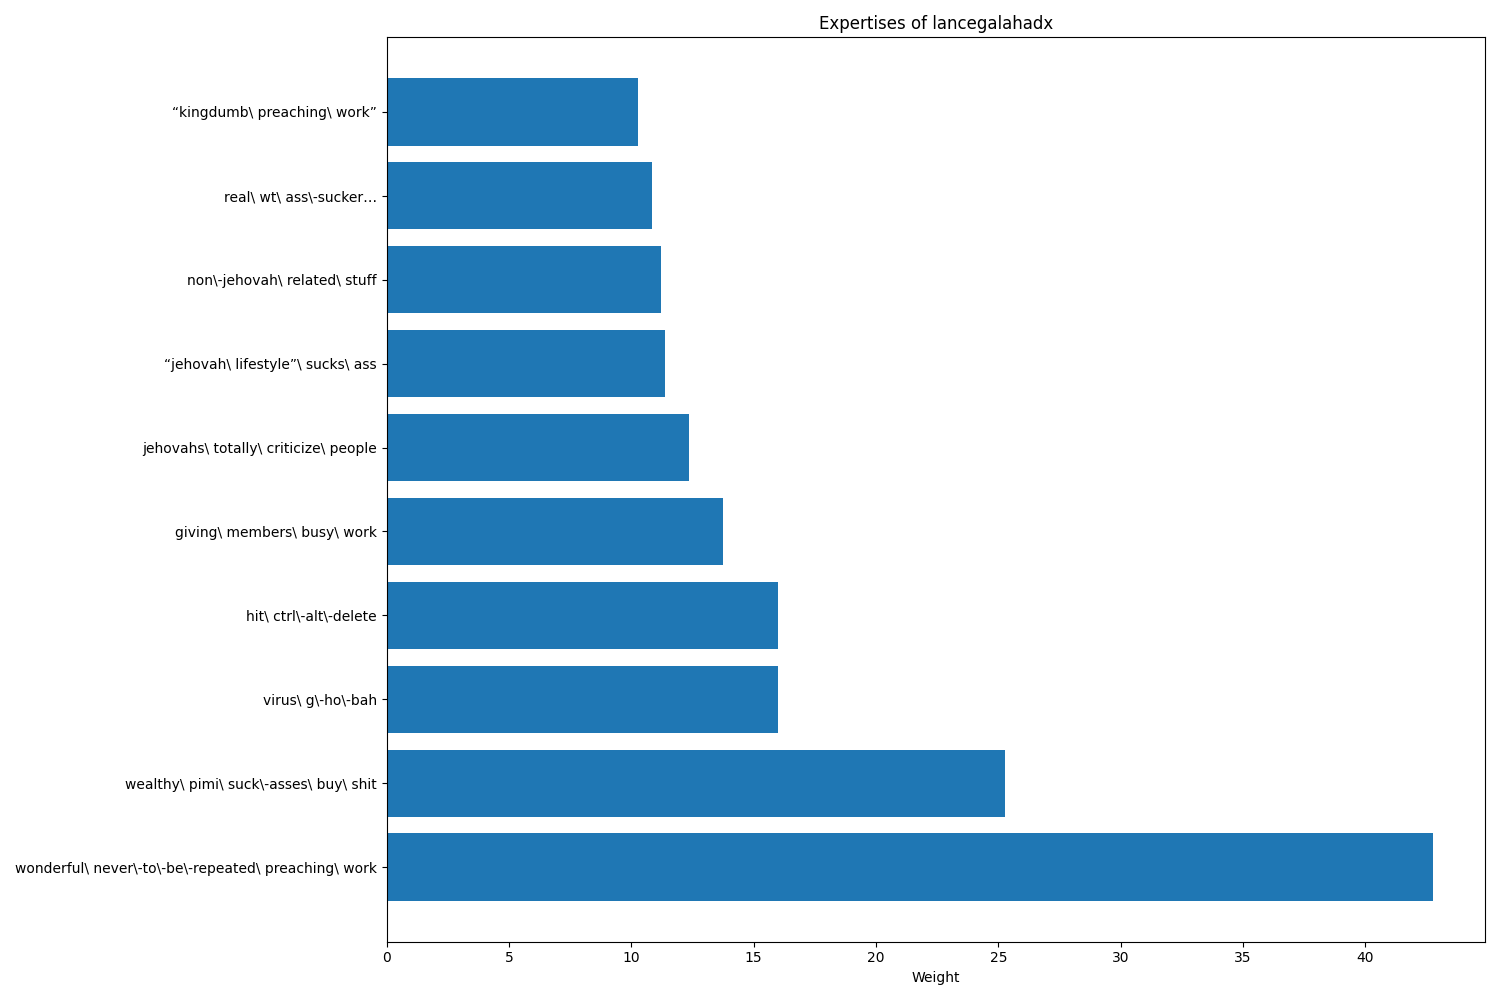 Expertises of lancegalahadx
“kingdumb\ preaching\ work”
real\ wt\ ass\-sucker…
non\-jehovah\ related\ stuff
“jehovah\ lifestyle”\ sucks\ ass
jehovahs\ totally\ criticize\ people
giving\ members\ busy\ work
hit\ ctrl\-alt\-delete
virus\ g\-ho\-bah
wealthy\ pimi\ suck\-asses\ buy\ shit
wonderful\ never\-to\-be\-repeated\ preaching\ work
0 5 10 15 20 25 30 35 40
Weight